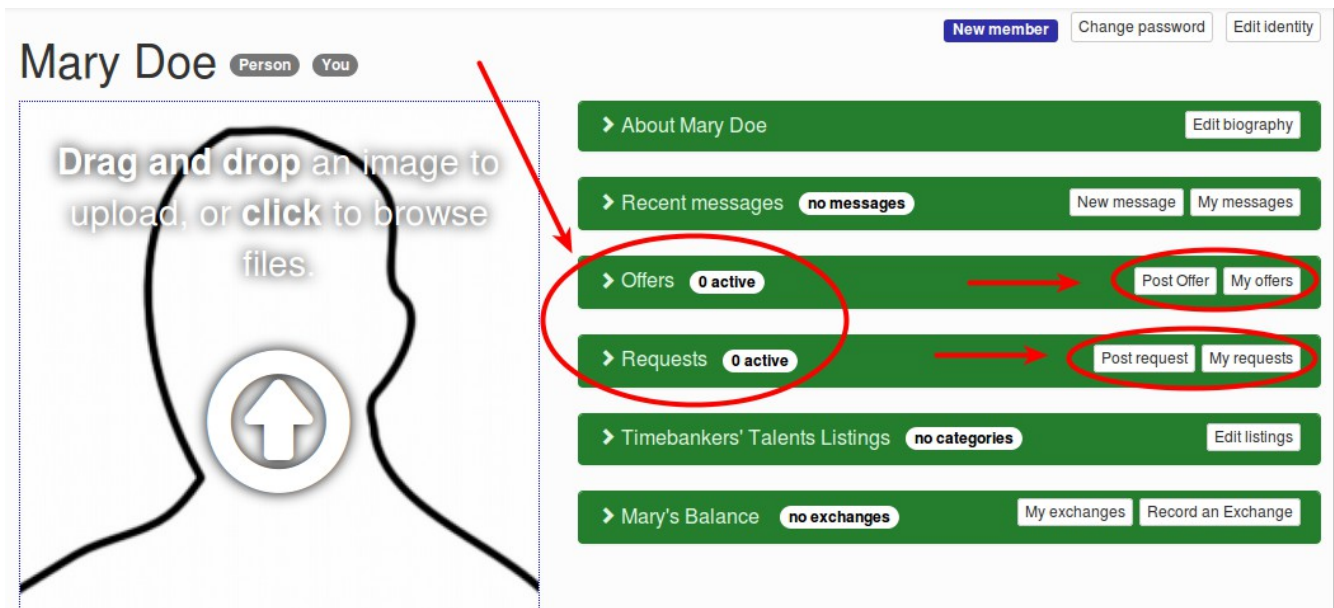 New member Change password Edit identity
Mary Doe Person You
Drag and drop an image to
upload, or click to browse
files.
About Mary Doe Edit biography
Recent messages no messages New message My messages
Offers 0 active Post Offer My offers
Requests 0 active Post request My requests
Timebankers' Talents Listings no categories Edit listings
Mary's Balance no exchanges My exchanges Record an Exchange